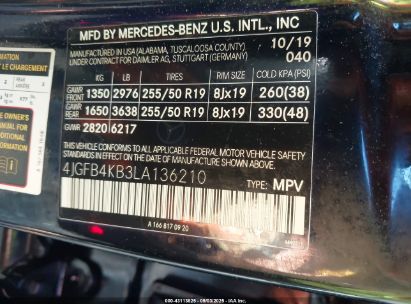 MFD BY MERCEDES-BENZ U.S. INTL., INC
MANUFACTURED IN USA (ALABAMA, TUSCALOOSA COUNTY) 10/19
UNDER CONTRACT FOR DAIMLER AG, STUTTGART (GERMANY) 040
KG LB TIRES RIM SIZE COLD KPA (PSI)
GAWR FRONT 1350 2976 255/50 R19 8Jx19 260(38)
GAWR REAR 1650 3638 255/50 R19 8Jx19 330(48)
GVWR 2820 6217
THIS VEHICLE CONFORMS TO ALL APPLICABLE FEDERAL MOTOR VEHICLE
SAFETY STANDARDS IN EFFECT ON THE DATE OF MANUFACTURE SHOWN ABOVE.
4JGFB4KB3LA136210 TYPE: MPV
A 166 817 09 20